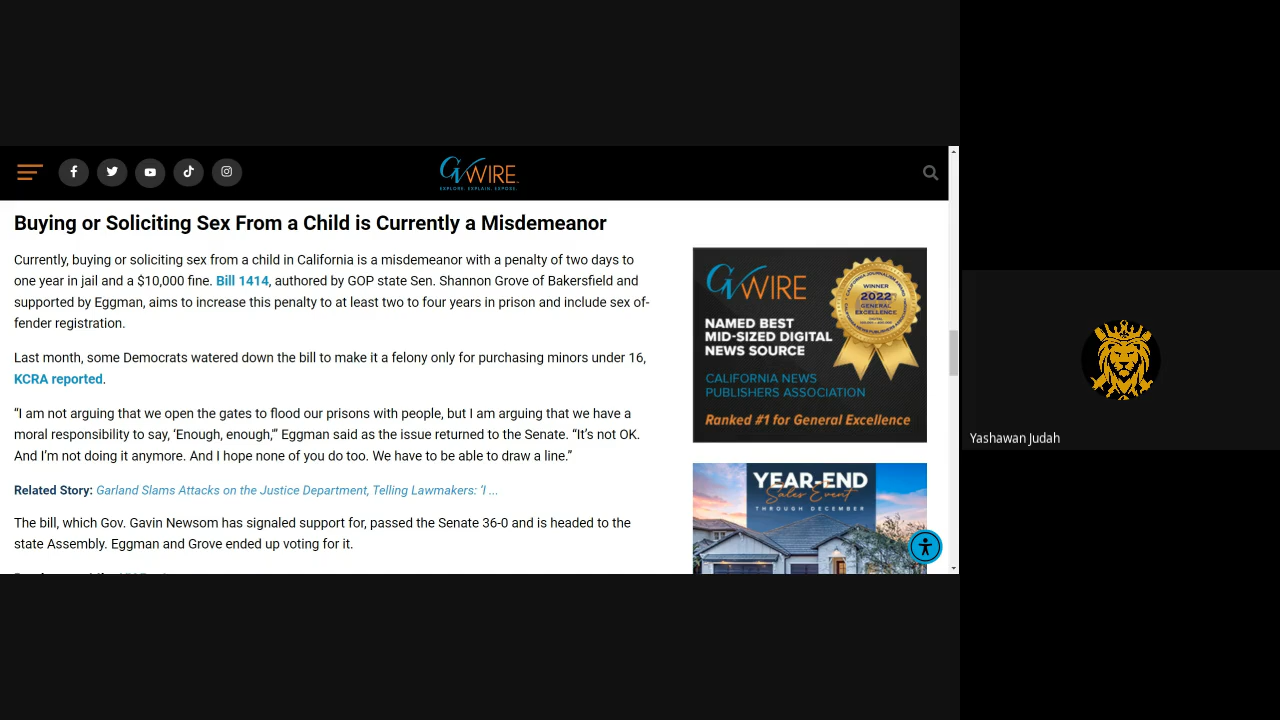 GVWIRE
EXPLORE. EXPLAIN. EXPOSE.
Buying or Soliciting Sex From a Child is Currently a Misdemeanor
Currently, buying or soliciting sex from a child in California is a misdemeanor with a penalty of two days to
one year in jail and a $10,000 fine. Bill 1414, authored by GOP state Sen. Shannon Grove of Bakersfield and
supported by Eggman, aims to increase this penalty to at least two to four years in prison and include sex of-
fender registration.
Last month, some Democrats watered down the bill to make it a felony only for purchasing minors under 16,
KCRA reported.
“I am not arguing that we open the gates to flood our prisons with people, but I am arguing that we have a
moral responsibility to say, ‘Enough, enough,’” Eggman said as the issue returned to the Senate. “It’s not OK.
And I’m not doing it anymore. And I hope none of you do too. We have to be able to draw a line.”
Related Story: Garland Slams Attacks on the Justice Department, Telling Lawmakers: ‘I ...
The bill, which Gov. Gavin Newsom has signaled support for, passed the Senate 36-0 and is headed to the
state Assembly. Eggman and Grove ended up voting for it.
GVWIRE
WINNER
2022
GENERAL
EXCELLENCE
NAMED BEST
MID-SIZED DIGITAL
NEWS SOURCE
CALIFORNIA NEWS
PUBLISHERS ASSOCIATION
Ranked #1 for General Excellence
YEAR-END
Sales Event
THROUGH DECEMBER
Yashawan Judah